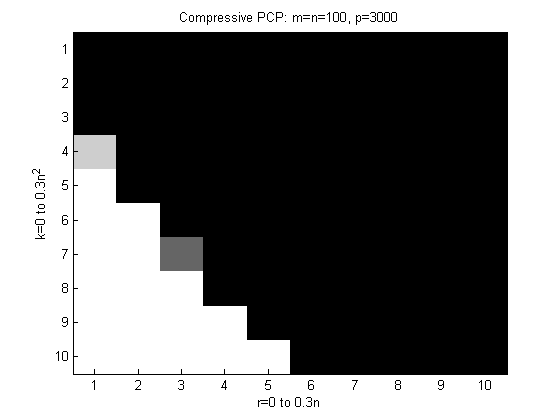 Compressive PCP: m=n=100, p=3000
1
2
3
4
5
6
7
8
9
10
k=0 to 0.3n²
1 2 3 4 5 6 7 8 9 10
r=0 to 0.3n